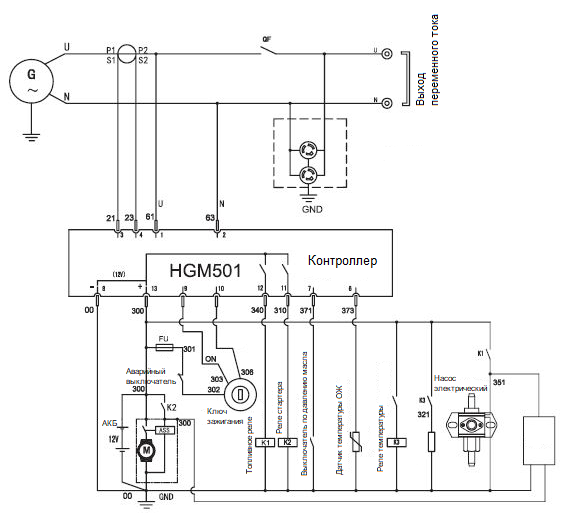 QF
U P1 P2
S1 S2
U
G
~
N
N
Выход
переменного тока
GND
21 23 61 63
U N
3 4 1 2
HGM501 Контроллер
(12V)
- +
8 13 9 10 12 11 7 6
00 300 340 310 371 373
FU 301
ON 303 306
302
K1
351
Аварийный
выключатель
300
K2
Ключ
зажигания
Топливное реле
Реле стартера
Выключатель по давлению масла
Датчик температуры ОЖ
Реле температуры
K3
321
Насос
электрический
АКБ
12V
300
ASS
M
K1 K2 K3
00 GND